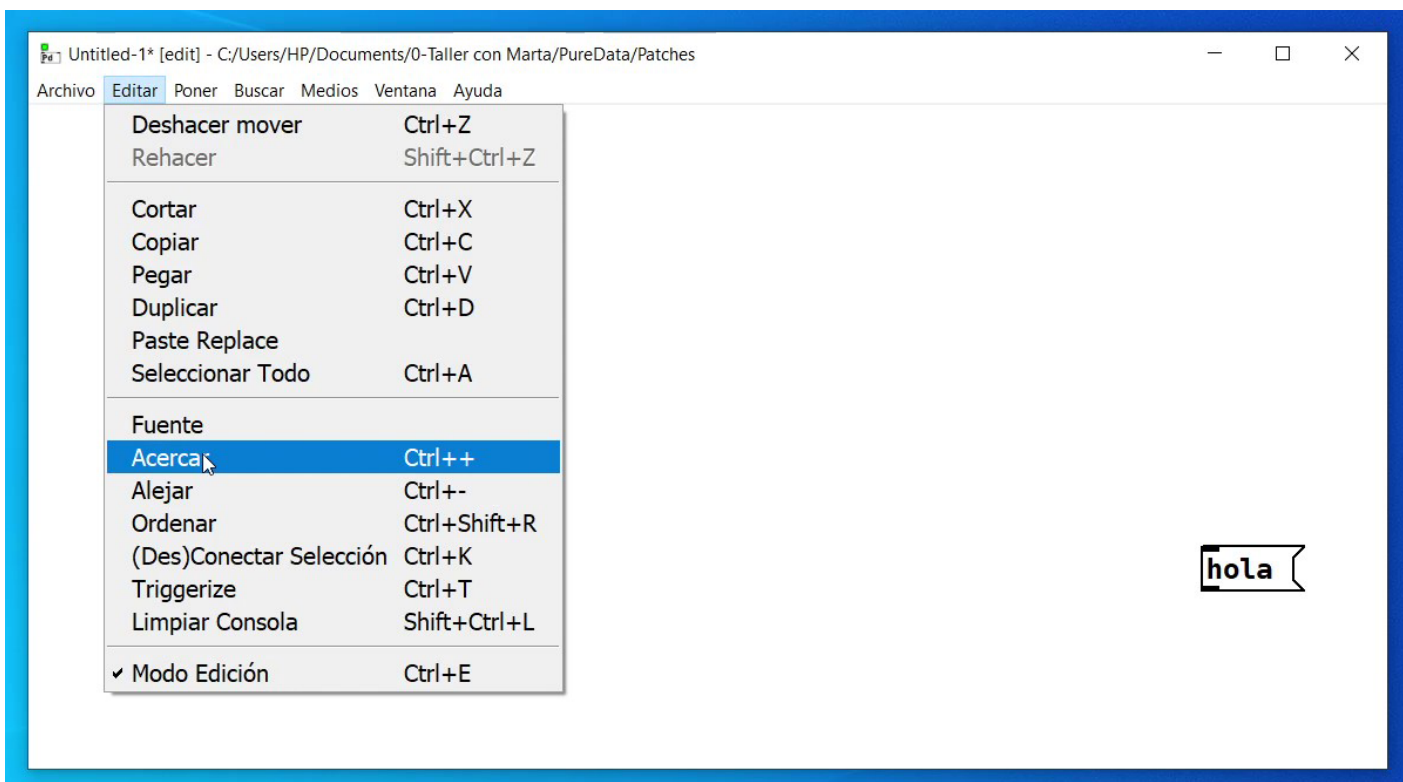 Untitled-1* [edit] - C:/Users/HP/Documents/0-Taller con Marta/PureData/Patches
Archivo Editar Poner Buscar Medios Ventana Ayuda
Deshacer mover Ctrl+Z
Rehacer Shift+Ctrl+Z
Cortar Ctrl+X
Copiar Ctrl+C
Pegar Ctrl+V
Duplicar Ctrl+D
Paste Replace
Seleccionar Todo Ctrl+A
Fuente
Acercar Ctrl++
Alejar Ctrl+-
Ordenar Ctrl+Shift+R
(Des)Conectar Selección Ctrl+K
Triggerize Ctrl+T
Limpiar Consola Shift+Ctrl+L
Modo Edición Ctrl+E
hola